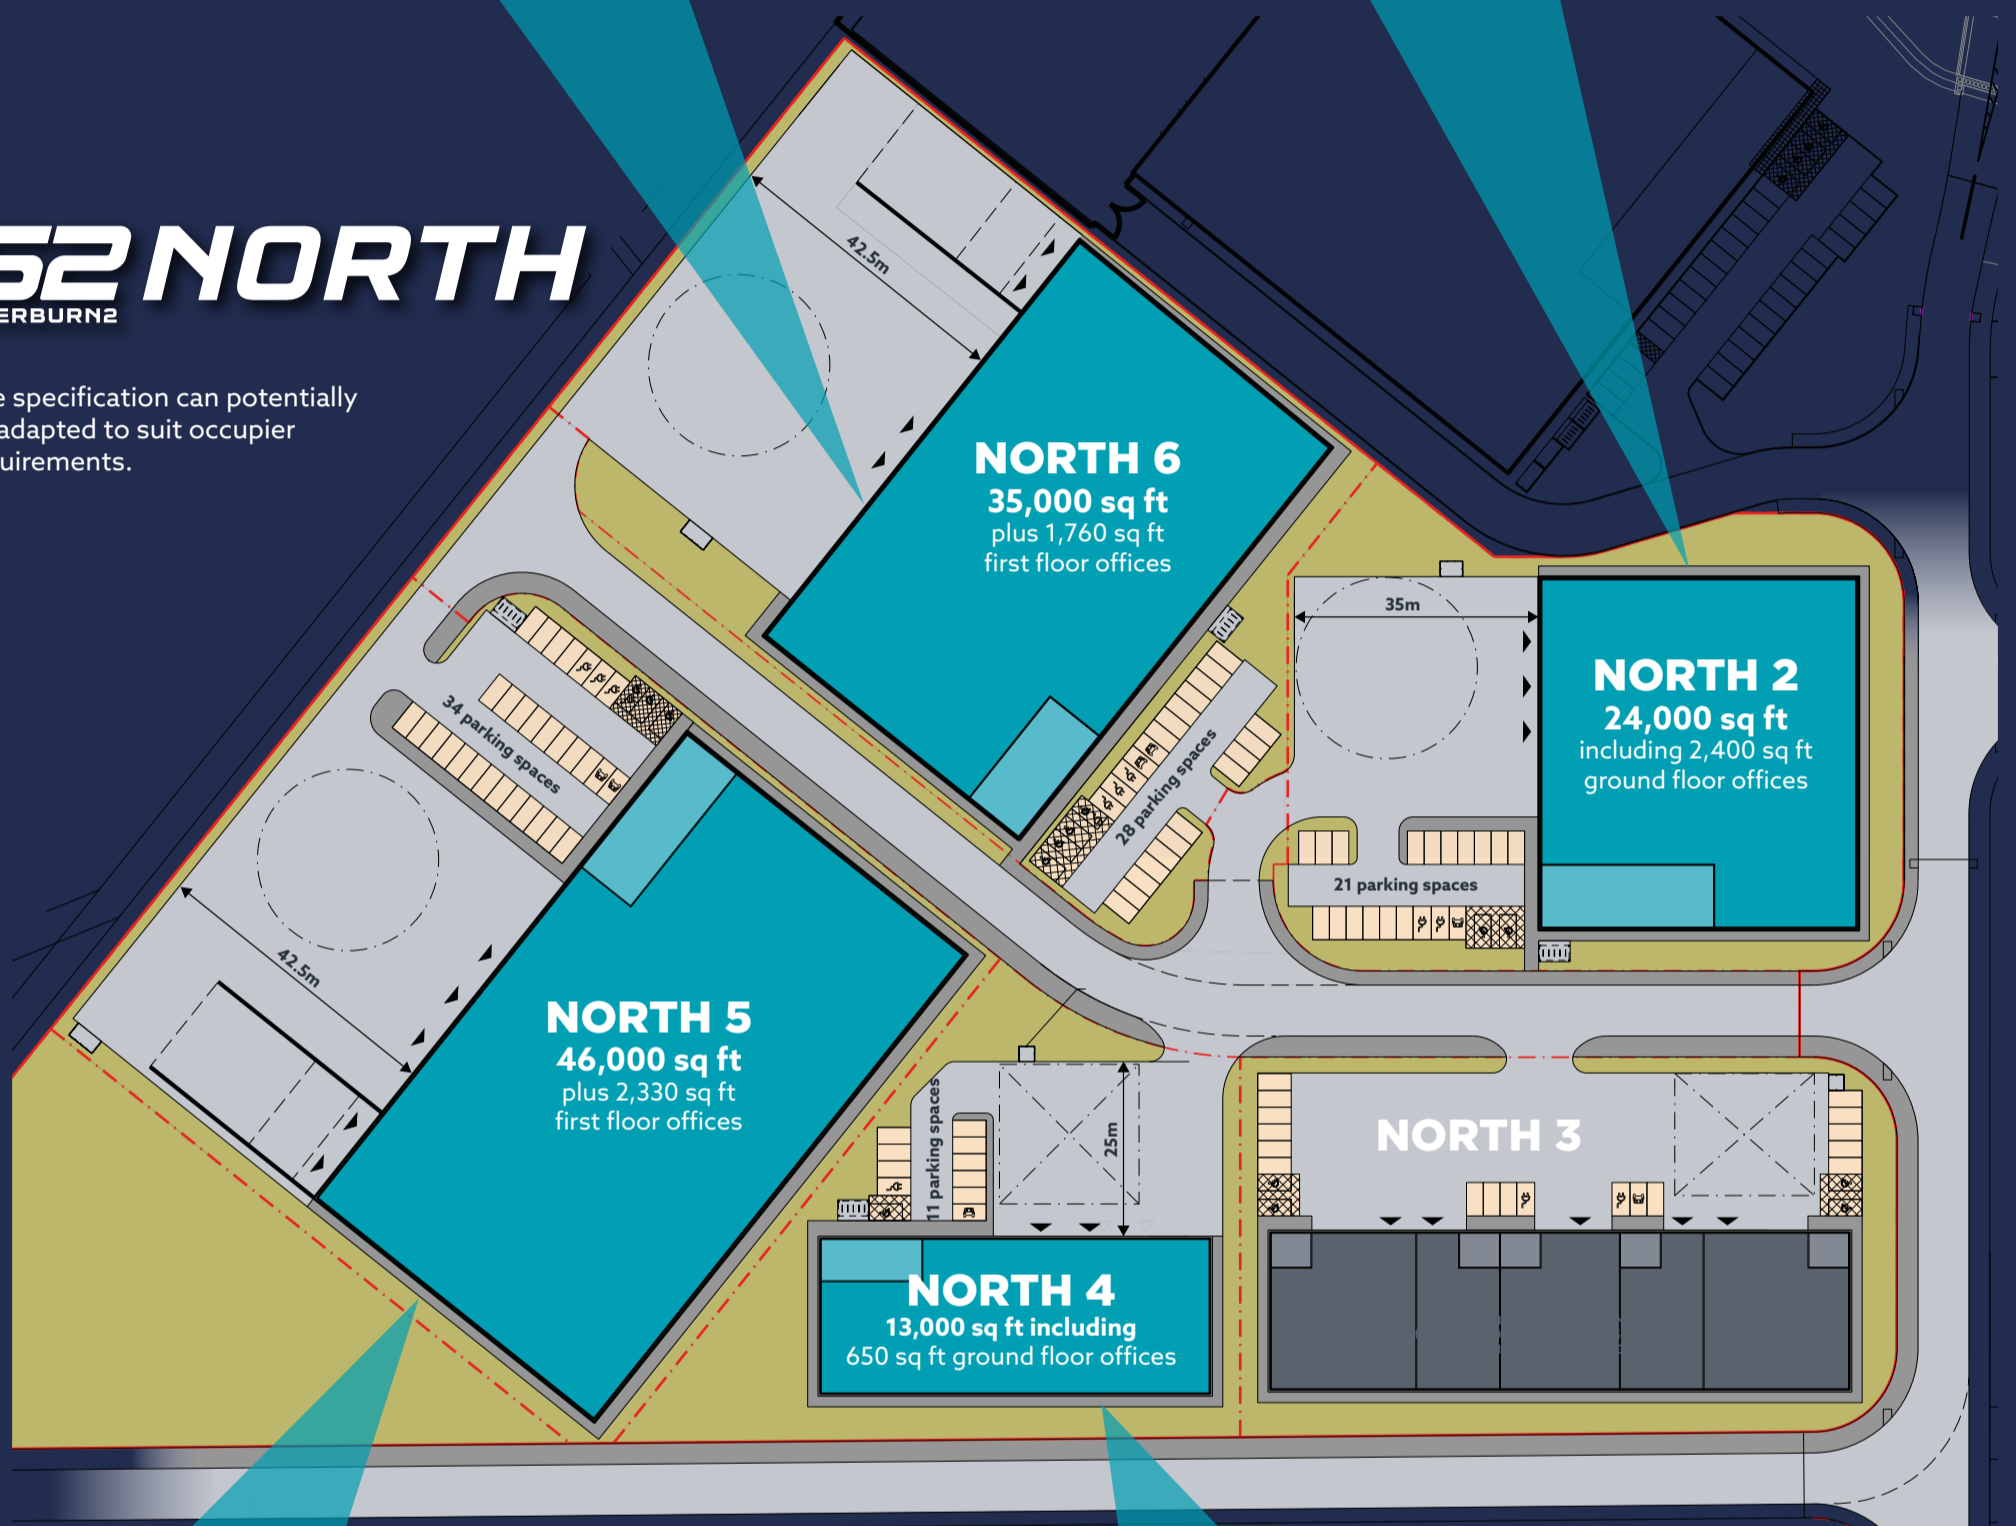 NORTH
e specification can potentially
adapted to suit occupier
uirements.
42.5m
NORTH 6
35,000 sq ft
plus 1,760 sq ft
first floor offices
35m
NORTH 2
24,000 sq ft
including 2,400 sq ft
ground floor offices
34 parking spaces
28 parking spaces
21 parking spaces
42.5m
NORTH 5
46,000 sq ft
plus 2,330 sq ft
first floor offices
11 parking spaces
25m
NORTH 3
NORTH 4
13,000 sq ft including
650 sq ft ground floor offices